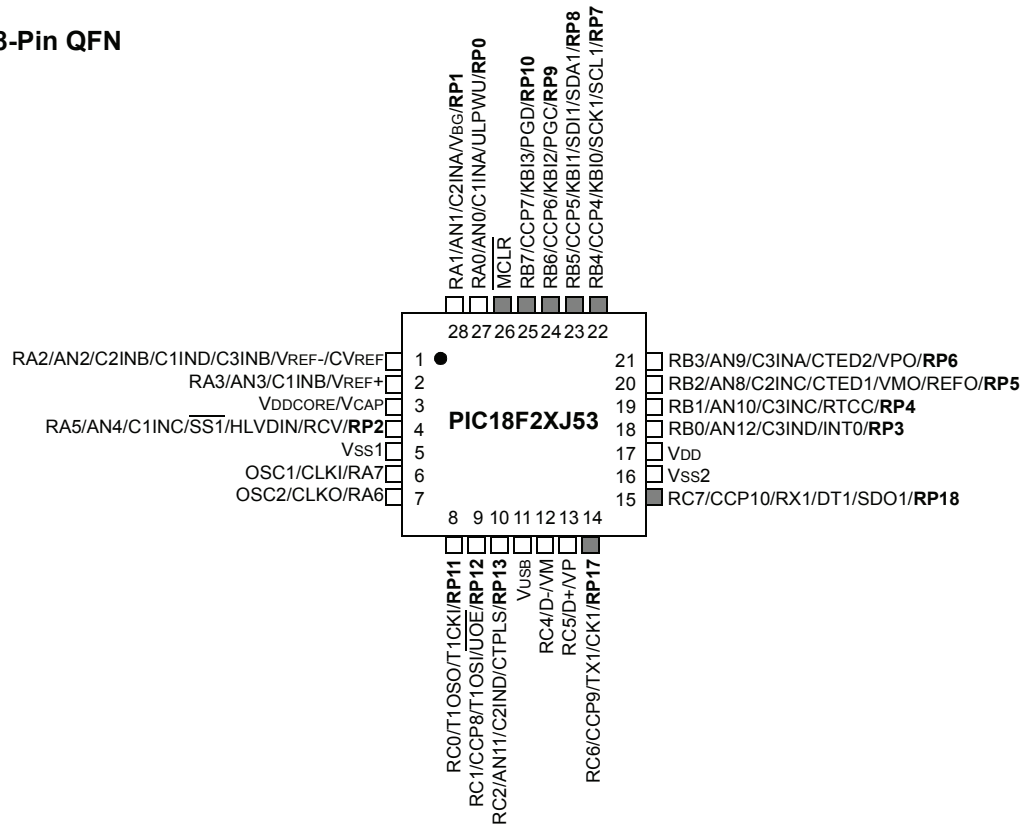 3-Pin QFN
RA1/AN1/C2INA/VBG/RP1
RA0/AN0/C1INA/ULPWU/RP0
MCLR
RB7/CCP7/KBI3/PGD/RP10
RB6/CCP6/KBI2/PGC/RP9
RB5/CCP5/KBI1/SDI1/SDA1/RP8
RB4/CCP4/KBI0/SCK1/SCL1/RP7
28 27 26 25 24 23 22
RA2/AN2/C2INB/C1IND/C3INB/VREF-/CVREF 1
RA3/AN3/C1INB/VREF+ 2
VDDCORE/VCAP 3
RA5/AN4/C1INC/SS1/HLVDIN/RCV/RP2 4
VSS1 5
OSC1/CLKI/RA7 6
OSC2/CLKO/RA6 7
PIC18F2XJ53
21 RB3/AN9/C3INA/CTED2/VPO/RP6
20 RB2/AN8/C2INC/CTED1/VMO/REFO/RP5
19 RB1/AN10/C3INC/RTCC/RP4
18 RB0/AN12/C3IND/INT0/RP3
17 VDD
16 VSS2
15 RC7/CCP10/RX1/DT1/SDO1/RP18
8 9 10 11 12 13 14
RC0/T1OSO/T1CKI/RP11
RC1/CCP8/T1OSI/UOE/RP12
RC2/AN11/C2IND/CTPLS/RP13
VUSB
RC4/D-/VM
RC5/D+/VP
RC6/CCP9/TX1/CK1/RP17